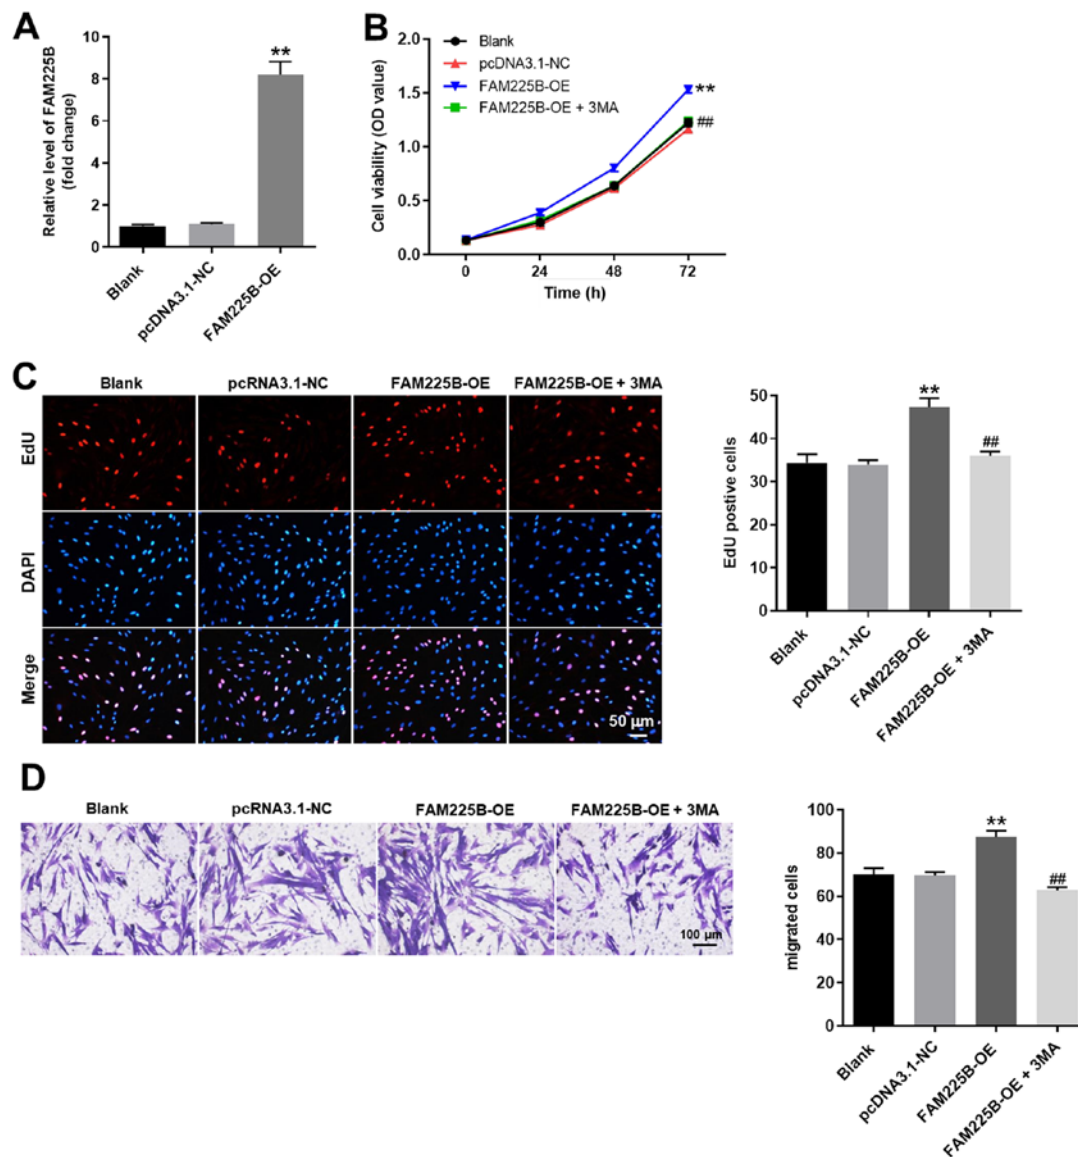 A
Relative level of FAM225B
(fold change)
10
8
6
4
2
0
**
Blank
pcDNA3.1-NC
FAM225B-OE
B
Cell viability (OD value)
2.0
1.5
1.0
0.5
0.0
Blank
pcDNA3.1-NC
FAM225B-OE
FAM225B-OE + 3MA
**
##
0
24
48
72
Time (h)
C
Blank
pcRNA3.1-NC
FAM225B-OE
FAM225B-OE + 3MA
EdU
DAPI
Merge
50 μm
EdU postive cells
50
40
30
20
10
0
**
##
Blank
pcDNA3.1-NC
FAM225B-OE
FAM225B-OE + 3MA
D
Blank
pcRNA3.1-NC
FAM225B-OE
FAM225B-OE + 3MA
100 μm
migrated cells
100
80
60
40
20
0
**
##
Blank
pcDNA3.1-NC
FAM225B-OE
FAM225B-OE + 3MA